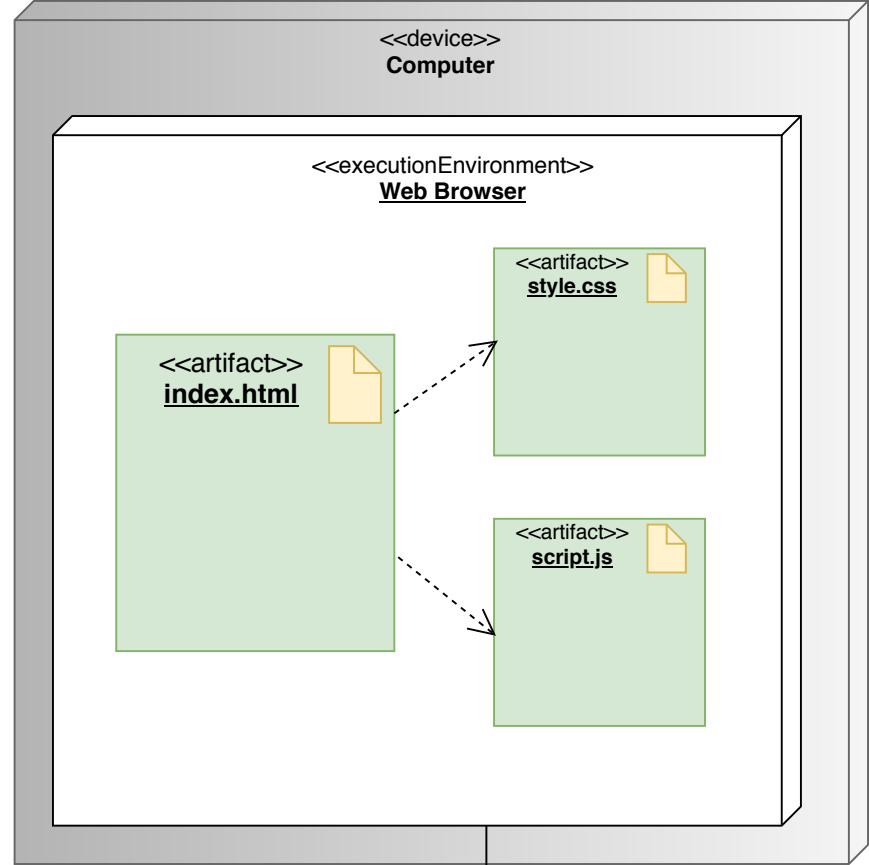 <<device>>
Computer
<<executionEnvironment>>
Web Browser
<<artifact>>
style.css
<<artifact>>
index.html
<<artifact>>
script.js